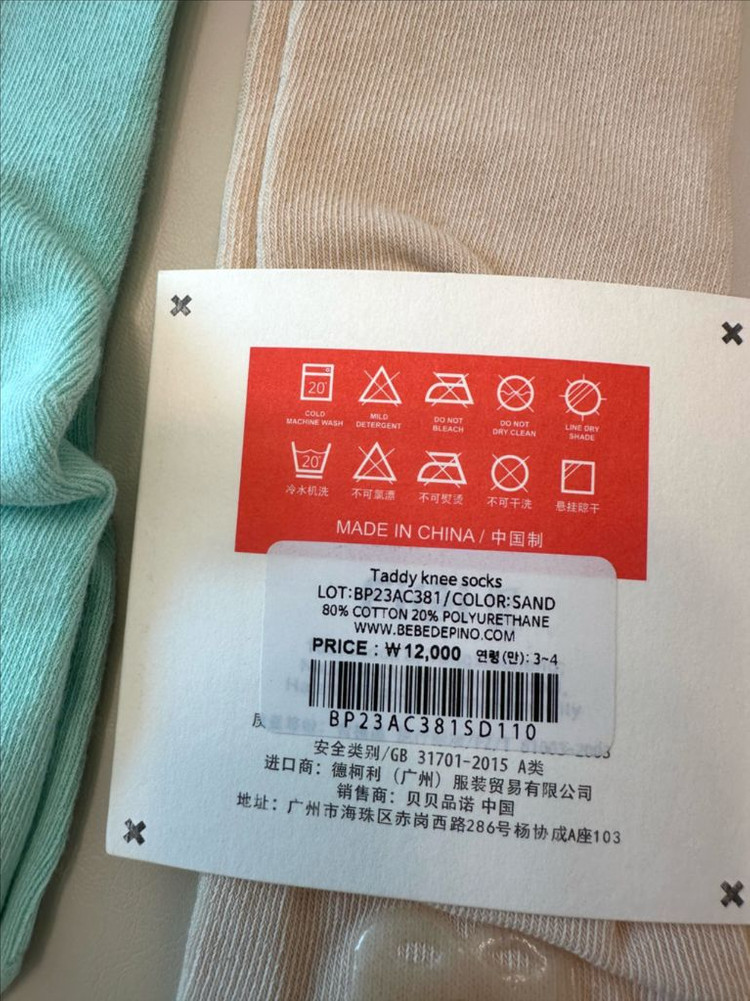 20°
COLD
MACHINE WASH
MILD
DETERGENT
DO NOT
BLEACH
DO NOT
DRY CLEAN
LINE DRY
SHADE
20°
冷水机洗
不可氯漂
不可熨烫
不可干洗
悬挂晾干
MADE IN CHINA / 中国制
Taddy knee socks
LOT:BP23AC381/COLOR:SAND
80% COTTON 20% POLYURETHANE
WWW.BEBEDEPINO.COM
PRICE : ₩12,000 연령(만): 3~4
BP23AC381SD110
安全类别/GB 31701-2015 A类
进口商：德柯利（广州）服装贸易有限公司
销售商：贝贝品诺 中国
地址：广州市海珠区赤岗西路286号杨协成A座103